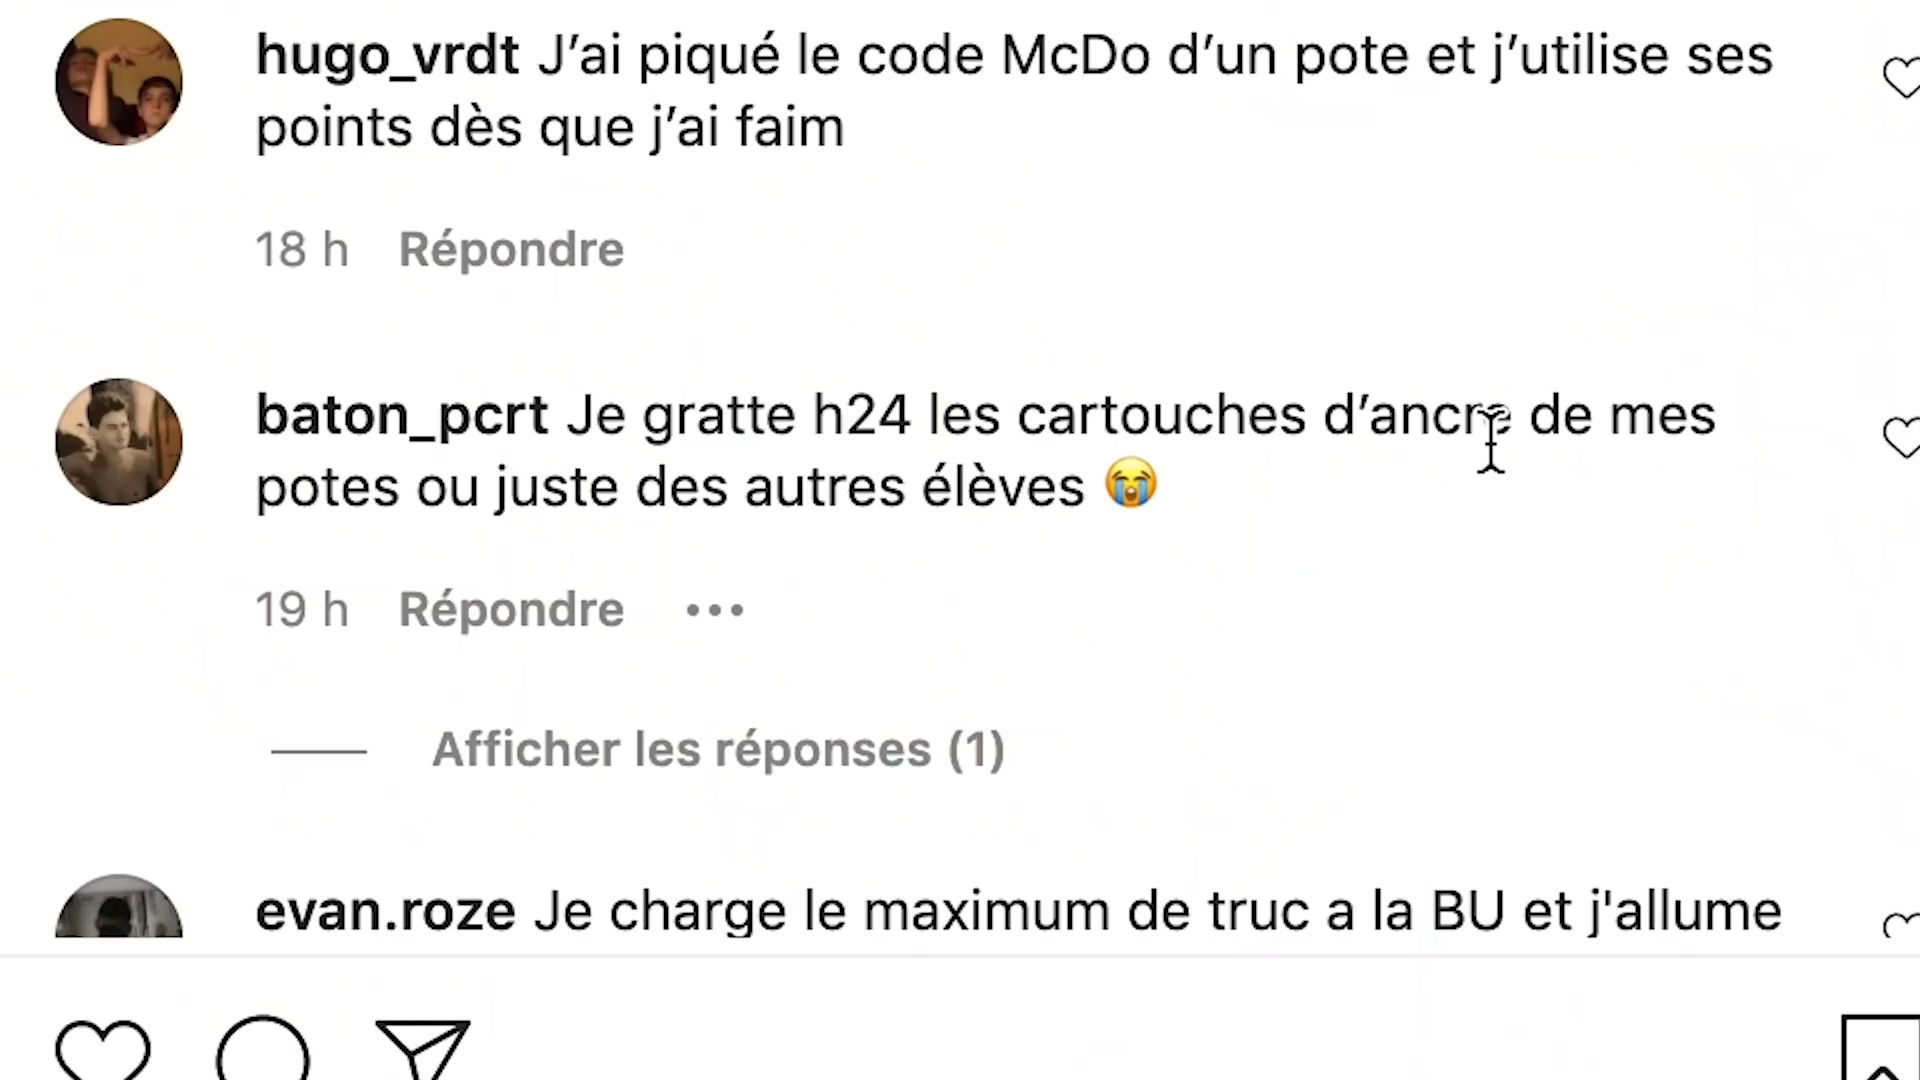 hugo_vrdt J’ai piqué le code McDo d’un pote et j’utilise ses
points dès que j’ai faim
18 h Répondre
baton_pcrt Je gratte h24 les cartouches d’ancre de mes
potes ou juste des autres élèves 😭
19 h Répondre •••
Afficher les réponses (1)
evan.roze Je charge le maximum de truc a la BU et j'allume